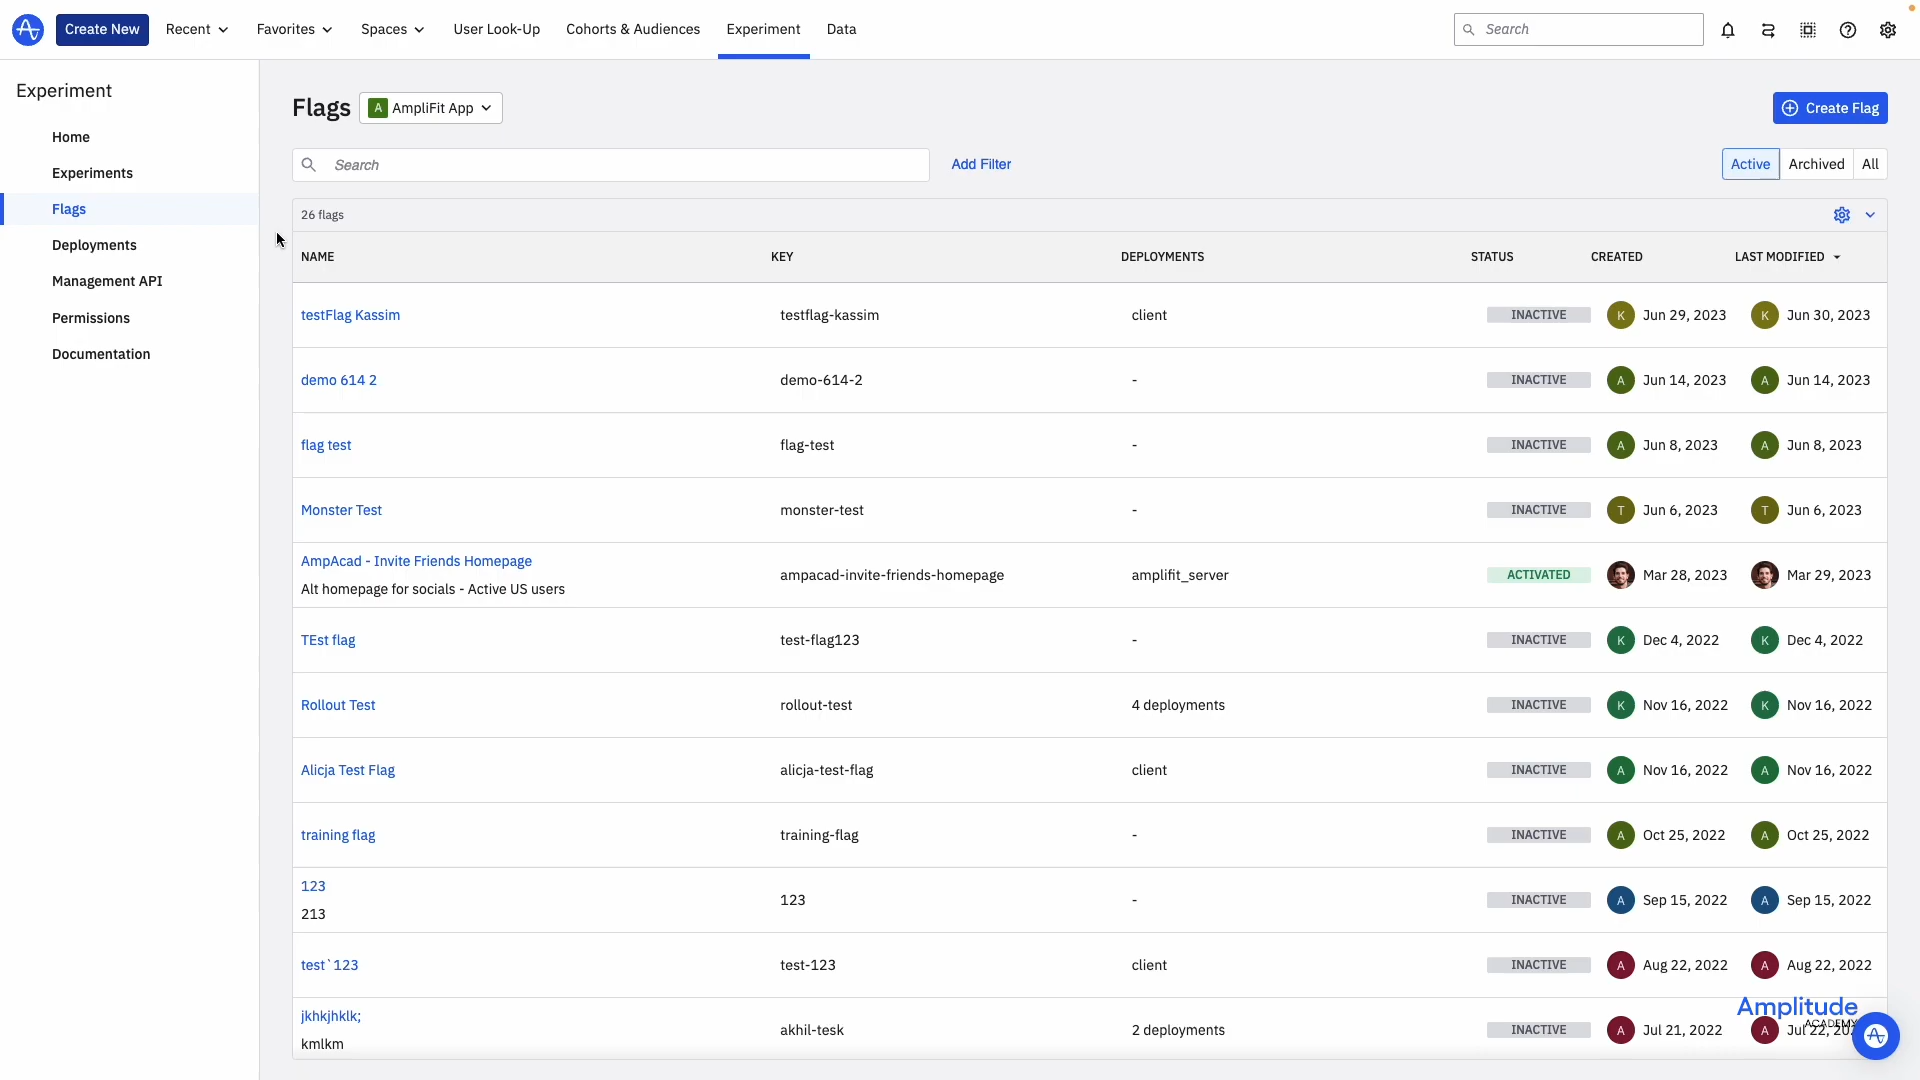 Create New
Recent
Favorites
Spaces
User Look-Up
Cohorts & Audiences
Experiment
Data
Search
Experiment
Home
Experiments
Flags
Deployments
Management API
Permissions
Documentation
Flags
A AmpliFit App
Create Flag
Search
Add Filter
Active Archived All
26 flags
NAME KEY DEPLOYMENTS STATUS CREATED LAST MODIFIED
testFlag Kassim testflag-kassim client INACTIVE K Jun 29, 2023 K Jun 30, 2023
demo 614 2 demo-614-2 - INACTIVE A Jun 14, 2023 A Jun 14, 2023
flag test flag-test - INACTIVE A Jun 8, 2023 A Jun 8, 2023
Monster Test monster-test - INACTIVE T Jun 6, 2023 T Jun 6, 2023
AmpAcad - Invite Friends Homepage
Alt homepage for socials - Active US users
ampacad-invite-friends-homepage amplifit_server ACTIVATED Mar 28, 2023 Mar 29, 2023
TEst flag test-flag123 - INACTIVE K Dec 4, 2022 K Dec 4, 2022
Rollout Test rollout-test 4 deployments INACTIVE K Nov 16, 2022 K Nov 16, 2022
Alicja Test Flag alicja-test-flag client INACTIVE A Nov 16, 2022 A Nov 16, 2022
training flag training-flag - INACTIVE A Oct 25, 2022 A Oct 25, 2022
123
213
123 - INACTIVE A Sep 15, 2022 A Sep 15, 2022
test`123 test-123 client INACTIVE A Aug 22, 2022 A Aug 22, 2022
jkhkjhklk;
kmlkm
akhil-tesk 2 deployments INACTIVE A Jul 21, 2022 A Jul 22,
Amplitude
ACADEMY